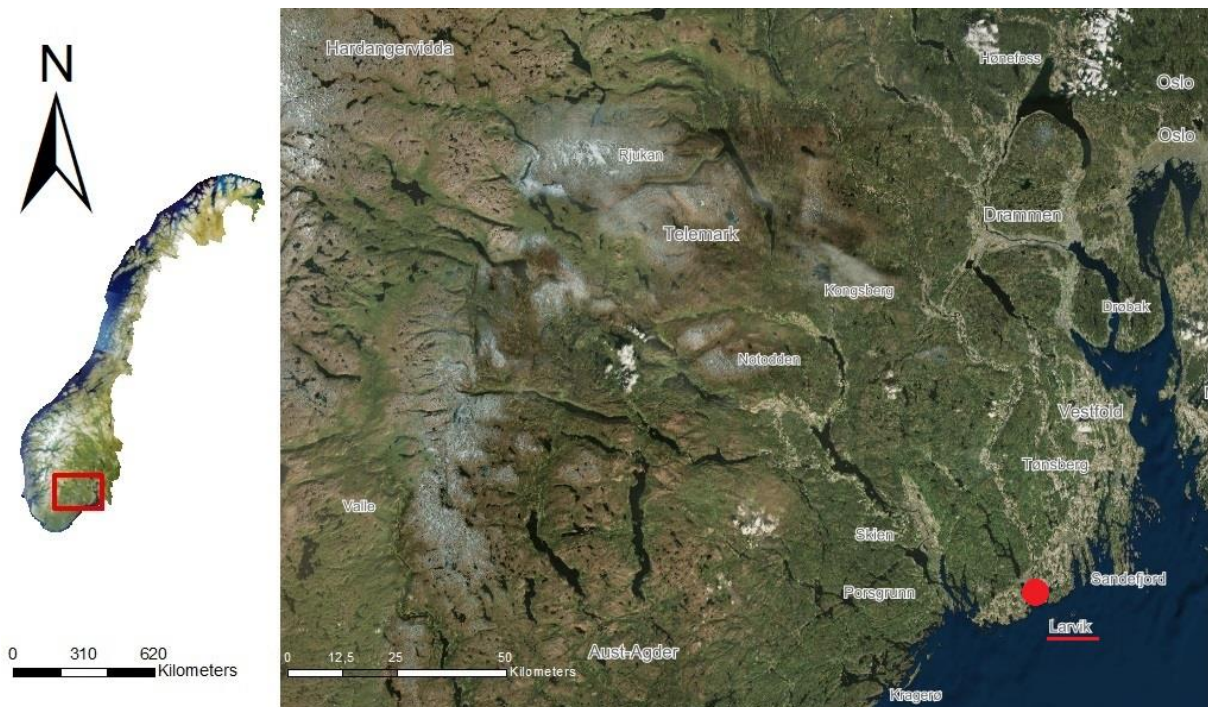 N
0 310 620
Kilometers
Hardangervidda
Hønefoss
Oslo
Oslo
Rjukan
Drammen
Telemark
Kongsberg
Drøbak
Notodden
Vestfold
Tønsberg
Valle
Skien
Sandefjord
Porsgrunn
Larvik
Aust-Agder
0 12,5 25 50
Kilometers
Kragerø